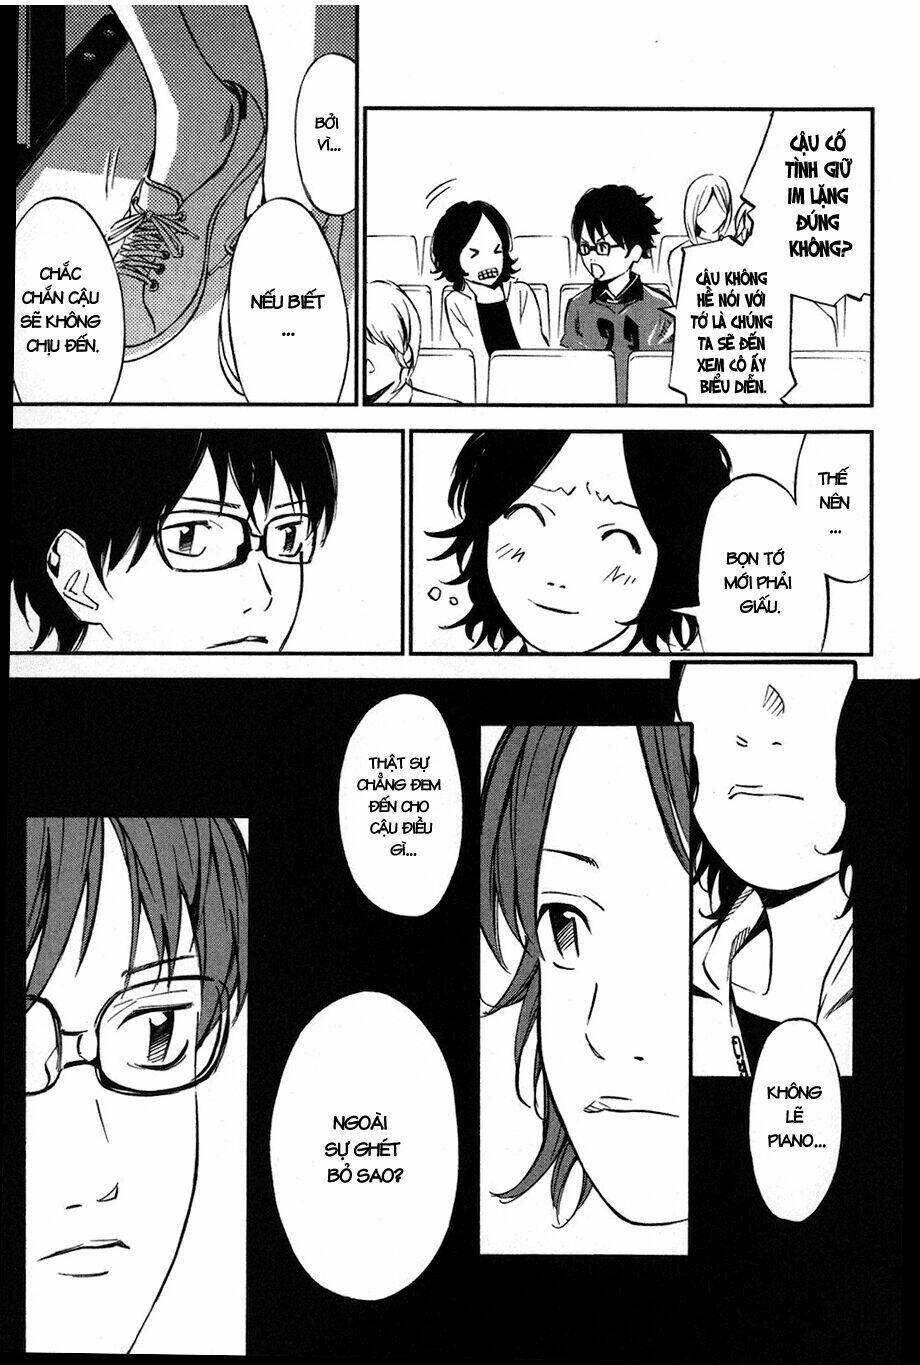 CẬU CỐ
TÌNH GIỮ
IM LẶNG
ĐÚNG
KHÔNG?
CẬU KHÔNG
HỀ NÓI VỚI
TỚ LÀ CHÚNG
TA SẼ ĐẾN
XEM CÔ ẤY
BIỂU DIỄN.
BỞI
VÌ...
NẾU BIẾT
...
CHẮC
CHẮN CẬU
SẼ KHÔNG
CHỊU ĐẾN.
THẾ
NÊN
...
BỌN TỚ
MỚI PHẢI
GIẤU.
KHÔNG
LẼ
PIANO...
THẬT SỰ
CHẲNG ĐEM
ĐẾN CHO
CẬU ĐIỀU
GÌ...
NGOÀI
SỰ GHÉT
BỎ SAO?